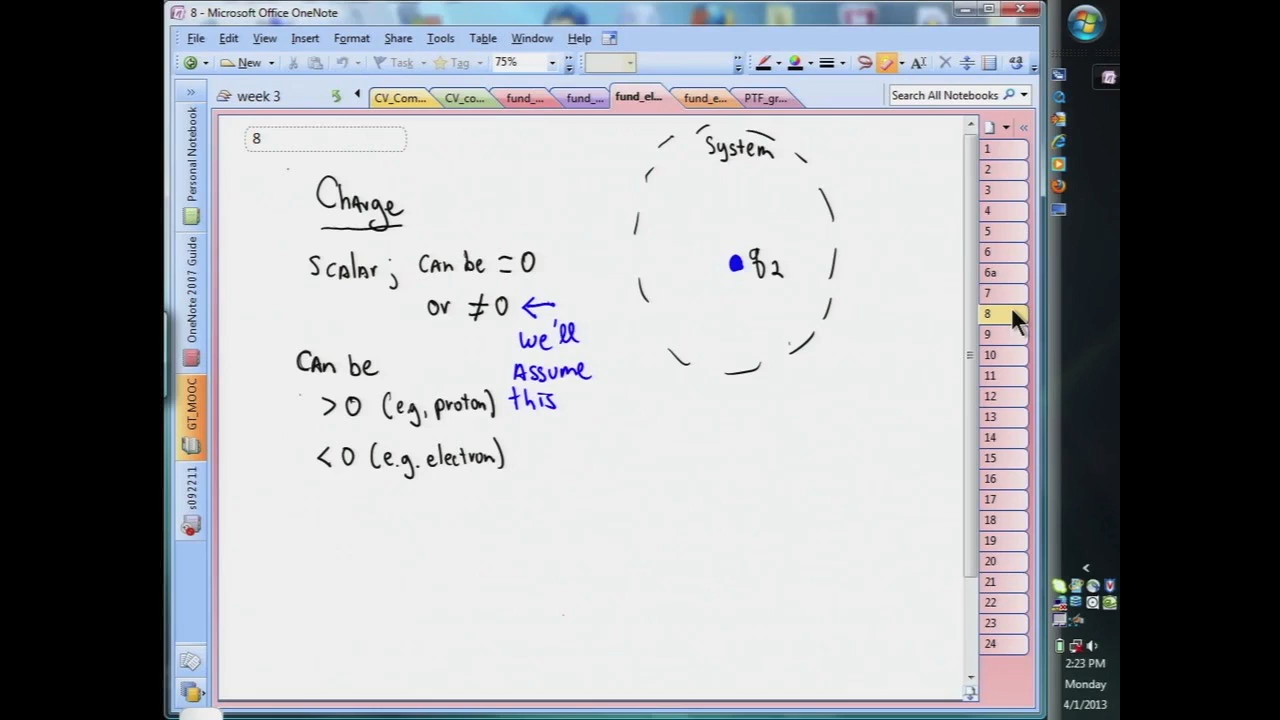 8 - Microsoft Office OneNote
File Edit View Insert Format Share Tools Table Window Help
New Task Tag 75%
week 3 CV_Com... CV_co... fund_... fund_... fund_el... fund_e... PTF_gr... Search All Notebooks
Personal Notebook
OneNote 2007 Guide
GT_MOOC
s092211
8
Charge
Scalar; can be = 0
or ≠ 0 ←
we'll
Assume
this
Can be
> 0 (e.g, proton)
< 0 (e.g. electron)
System
q2
1
2
3
4
5
6
6a
7
8
9
10
11
12
13
14
15
16
17
18
19
20
21
22
23
24
2:23 PM
Monday
4/1/2013